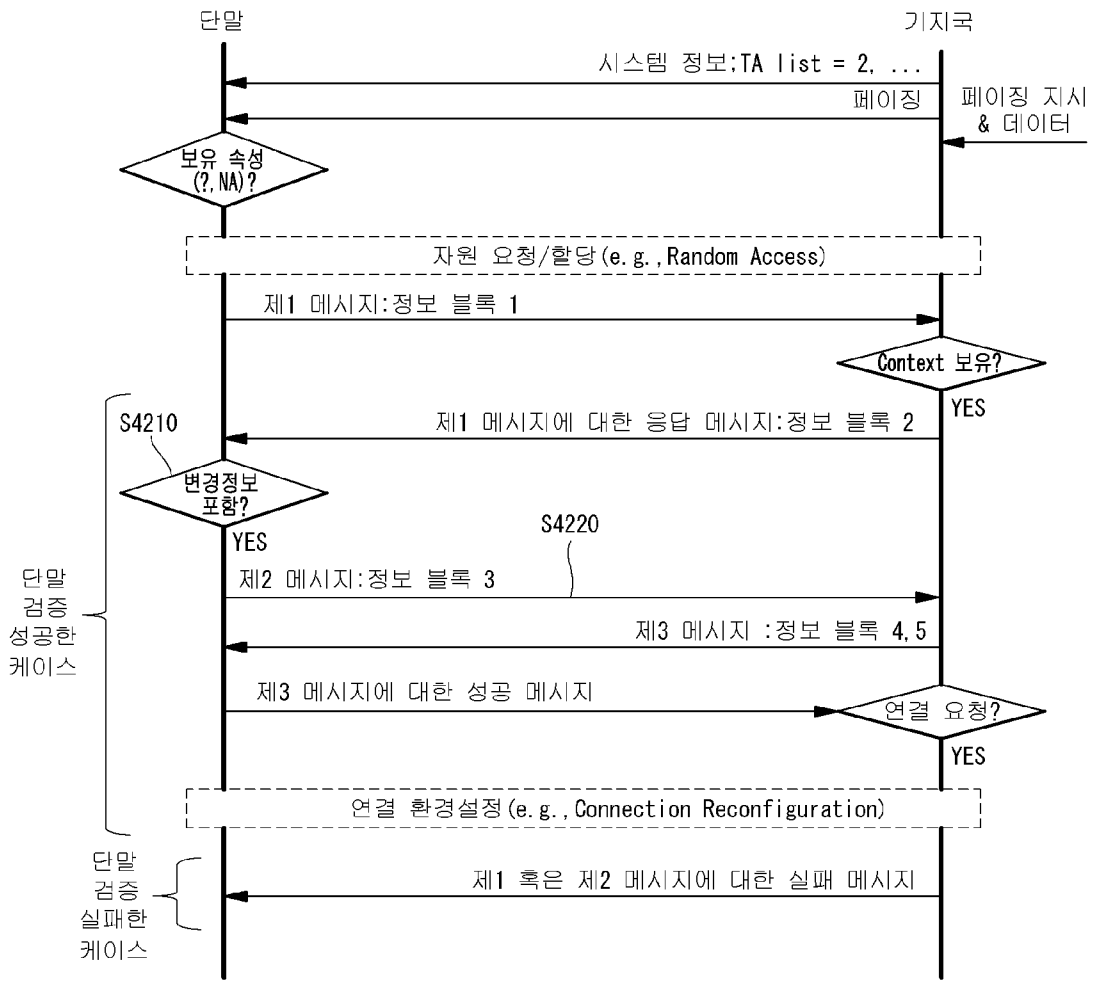 단말
기지국
시스템 정보;TA list = 2, ...
페이징
페이징 지시
& 데이터
보유 속성
(?,NA)?
자원 요청/할당(e.g.,Random Access)
제1 메시지:정보 블록 1
Context 보유?
YES
S4210
제1 메시지에 대한 응답 메시지:정보 블록 2
변경정보
포함?
YES
S4220
제2 메시지:정보 블록 3
단말
검증
성공한
케이스
제3 메시지 :정보 블록 4,5
제3 메시지에 대한 성공 메시지
연결 요청?
YES
연결 환경설정(e.g.,Connection Reconfiguration)
단말
검증
실패한
케이스
제1 혹은 제2 메시지에 대한 실패 메시지